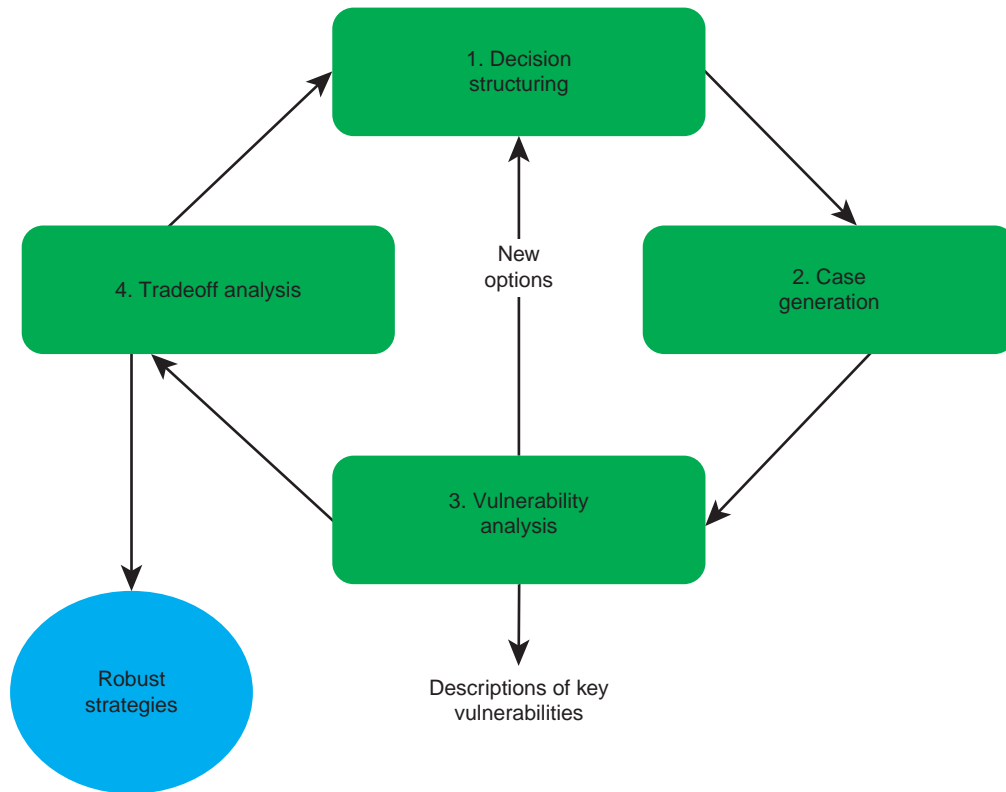 1. Decision
structuring
4. Tradeoff analysis
New
options
2. Case
generation
3. Vulnerability
analysis
Robust
strategies
Descriptions of key
vulnerabilities